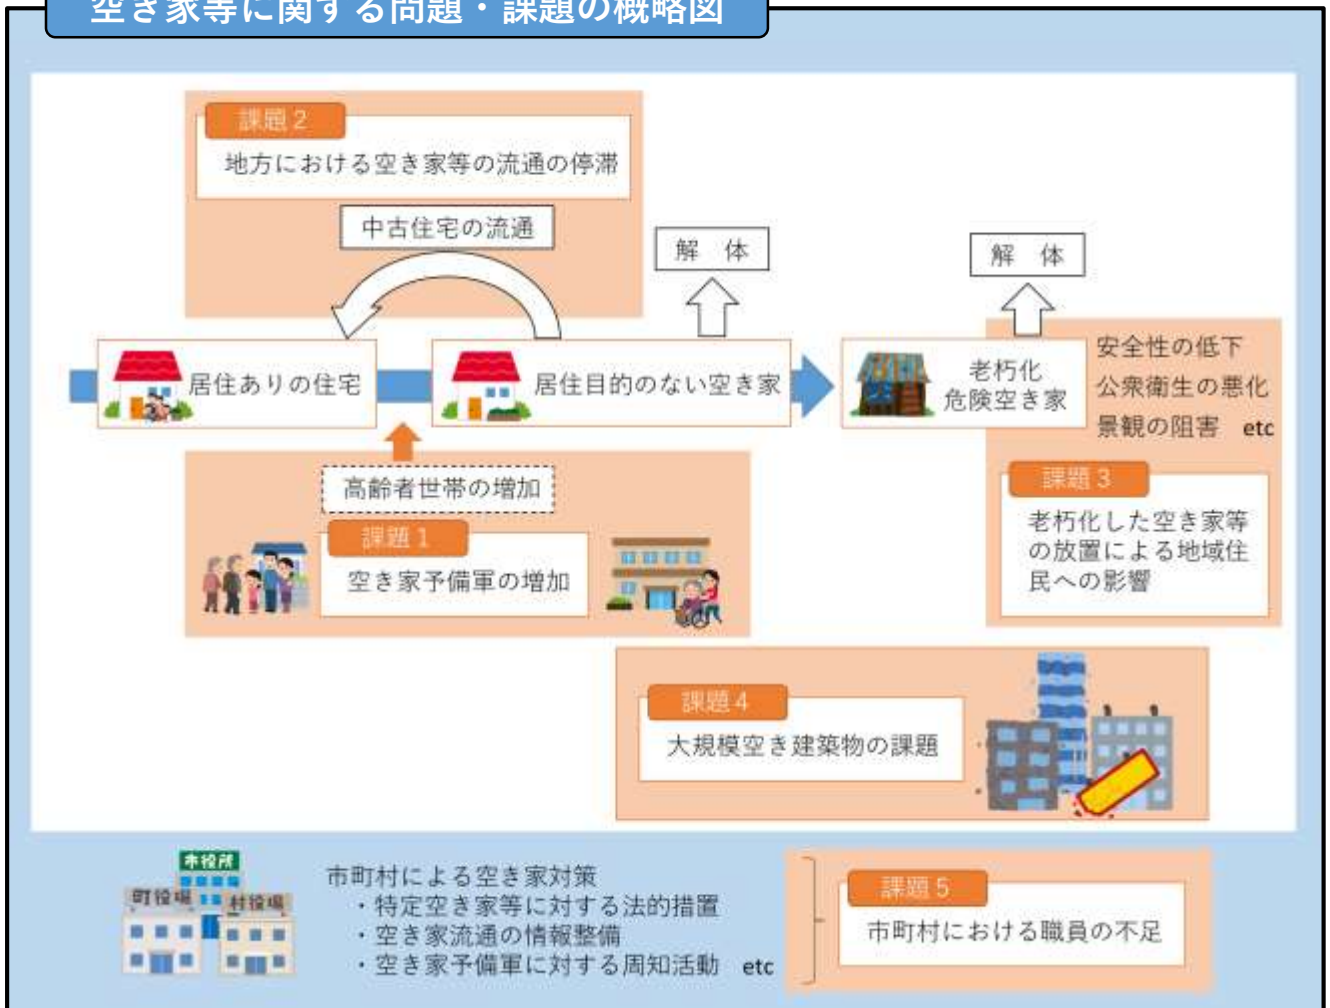 空き家等に関する問題・課題の概略図
課題２
地方における空き家等の流通の停滞
中古住宅の流通
解　体
解　体
居住ありの住宅
居住目的のない空き家
老朽化
危険空き家
安全性の低下
公衆衛生の悪化
景観の阻害　etc
高齢者世帯の増加
課題１
空き家予備軍の増加
課題３
老朽化した空き家等
の放置による地域住
民への影響
課題４
大規模空き建築物の課題
市役所
町役場
村役場
市町村による空き家対策
・特定空き家等に対する法的措置
・空き家流通の情報整備
・空き家予備軍に対する周知活動　etc
課題５
市町村における職員の不足